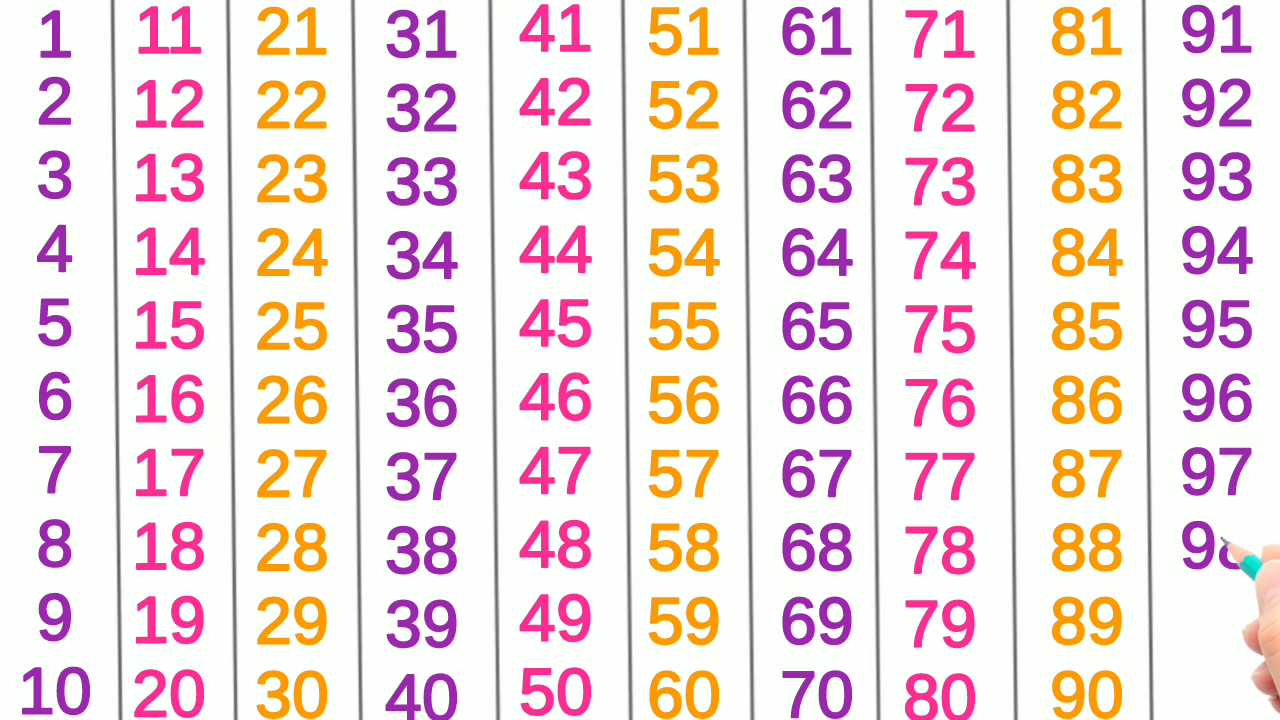 1 11 21 31 41 51 61 71 81 91
2 12 22 32 42 52 62 72 82 92
3 13 23 33 43 53 63 73 83 93
4 14 24 34 44 54 64 74 84 94
5 15 25 35 45 55 65 75 85 95
6 16 26 36 46 56 66 76 86 96
7 17 27 37 47 57 67 77 87 97
8 18 28 38 48 58 68 78 88 98
9 19 29 39 49 59 69 79 89
10 20 30 40 50 60 70 80 90